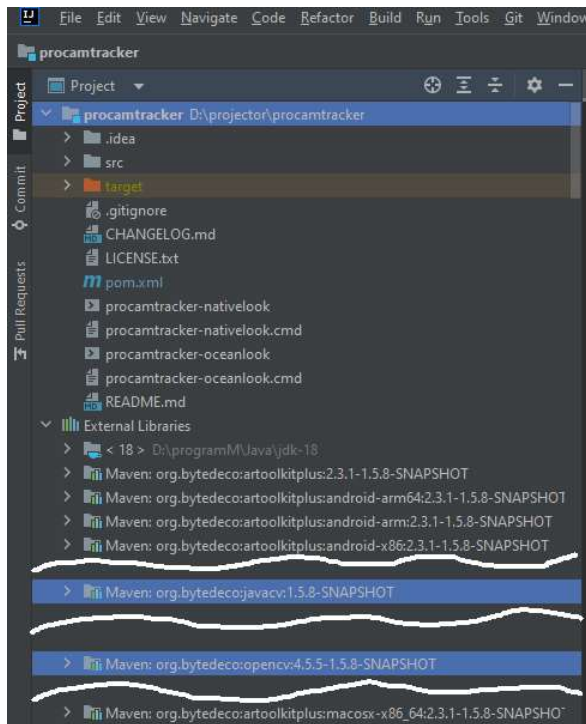 IJ File Edit View Navigate Code Refactor Build Run Tools Git Window
procamtracker
Project
Commit
Pull Requests
Project
procamtracker D:\projector\procamtracker
.idea
src
target
.gitignore
CHANGELOG.md
LICENSE.txt
pom.xml
procamtracker-nativelook
procamtracker-nativelook.cmd
procamtracker-oceanlook
procamtracker-oceanlook.cmd
README.md
External Libraries
< 18 > D:\programM\Java\jdk-18
Maven: org.bytedeco:artoolkitplus:2.3.1-1.5.8-SNAPSHOT
Maven: org.bytedeco:artoolkitplus:android-arm64:2.3.1-1.5.8-SNAPSHOT
Maven: org.bytedeco:artoolkitplus:android-arm:2.3.1-1.5.8-SNAPSHOT
Maven: org.bytedeco:artoolkitplus:android-x86:2.3.1-1.5.8-SNAPSHOT
Maven: org.bytedeco:javacv:1.5.8-SNAPSHOT
Maven: org.bytedeco:opencv:4.5.5-1.5.8-SNAPSHOT
Maven: org.bytedeco:artoolkitplus:macosx-x86_64:2.3.1-1.5.8-SNAPSHO